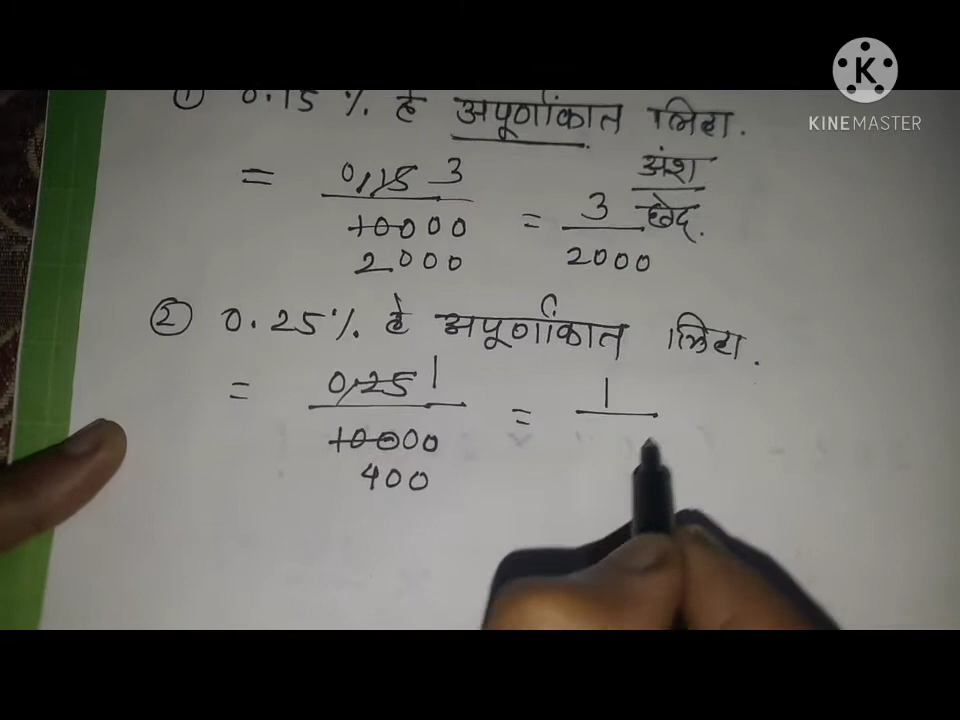 K
KINEMASTER
① 0.15 %. हे अपूर्णांकात लिहा.
= 0.15 3 अंश
10000 = 3 छेद.
2000 2000
② 0.25 %. हे अपूर्णांकात लिहा.
= 0.25 1
10000 = 1
400